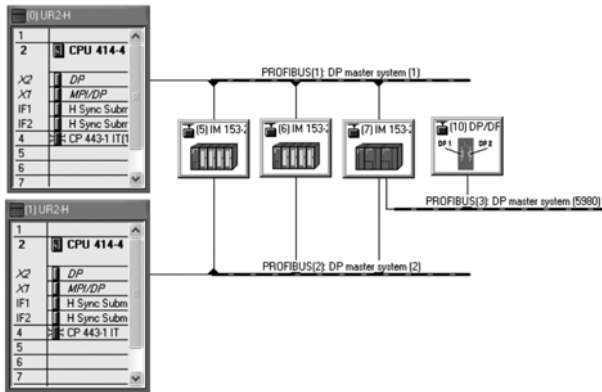 (0) UR2-H
1
2 CPU 414-4
X2 DP
X1 MPI/DP
IF1 H Sync Subm
IF2 H Sync Subm
4 CP 443-1 IT(1
5
6
7
PROFIBUS(1): DP master system (1)
(5) IM 153-2
(6) IM 153-2
(7) IM 153-2
(10) DP/DP
DP1 DP2
PROFIBUS(3): DP master system (5980)
(1) UR2-H
1
2 CPU 414-4
X2 DP
X1 MPI/DP
IF1 H Sync Subm
IF2 H Sync Subm
4 CP 443-1 IT
5
6
7
PROFIBUS(2): DP master system (2)